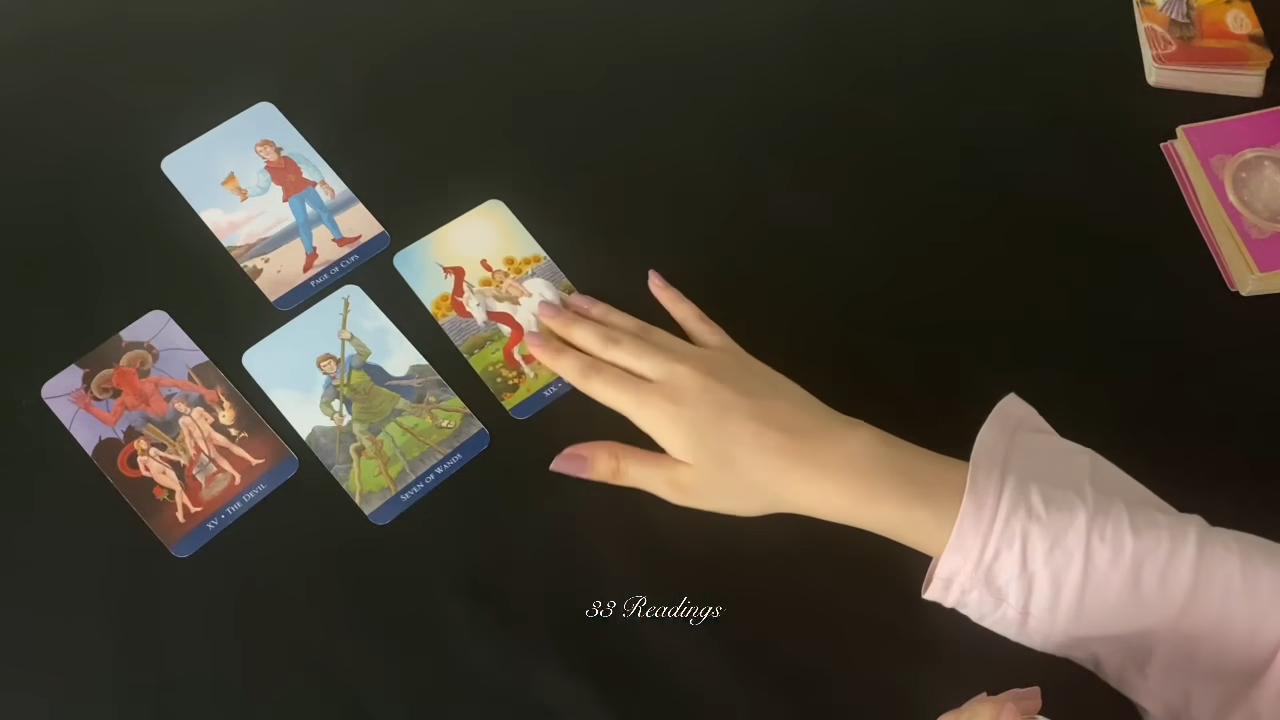 PAGE OF CUPS
XIX •
SEVEN OF WANDS
XV • THE DEVIL
33 Readings